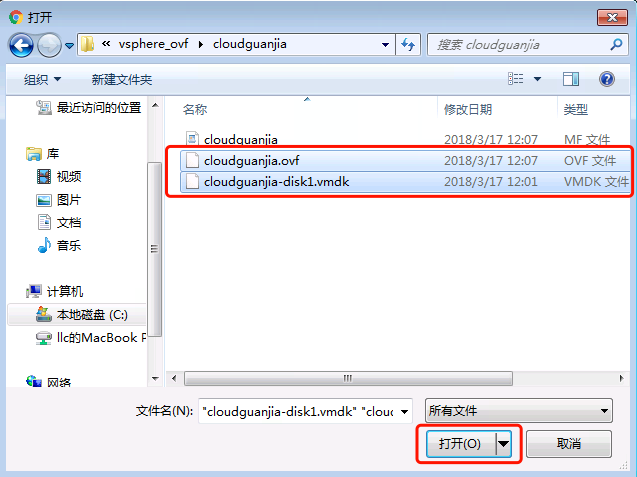 打开
« vsphere_ovf cloudguanjia
搜索 cloudguanjia
组织 新建文件夹
最近访问的位置
库
视频
图片
文档
音乐
计算机
本地磁盘 (C:)
llc的MacBook P
网络
名称 修改日期 类型
cloudguanjia 2018/3/17 12:07 MF 文件
cloudguanjia.ovf 2018/3/17 12:07 OVF 文件
cloudguanjia-disk1.vmdk 2018/3/17 12:01 VMDK 文件
文件名(N): "cloudguanjia-disk1.vmdk" "cloud 所有文件
打开(O) 取消